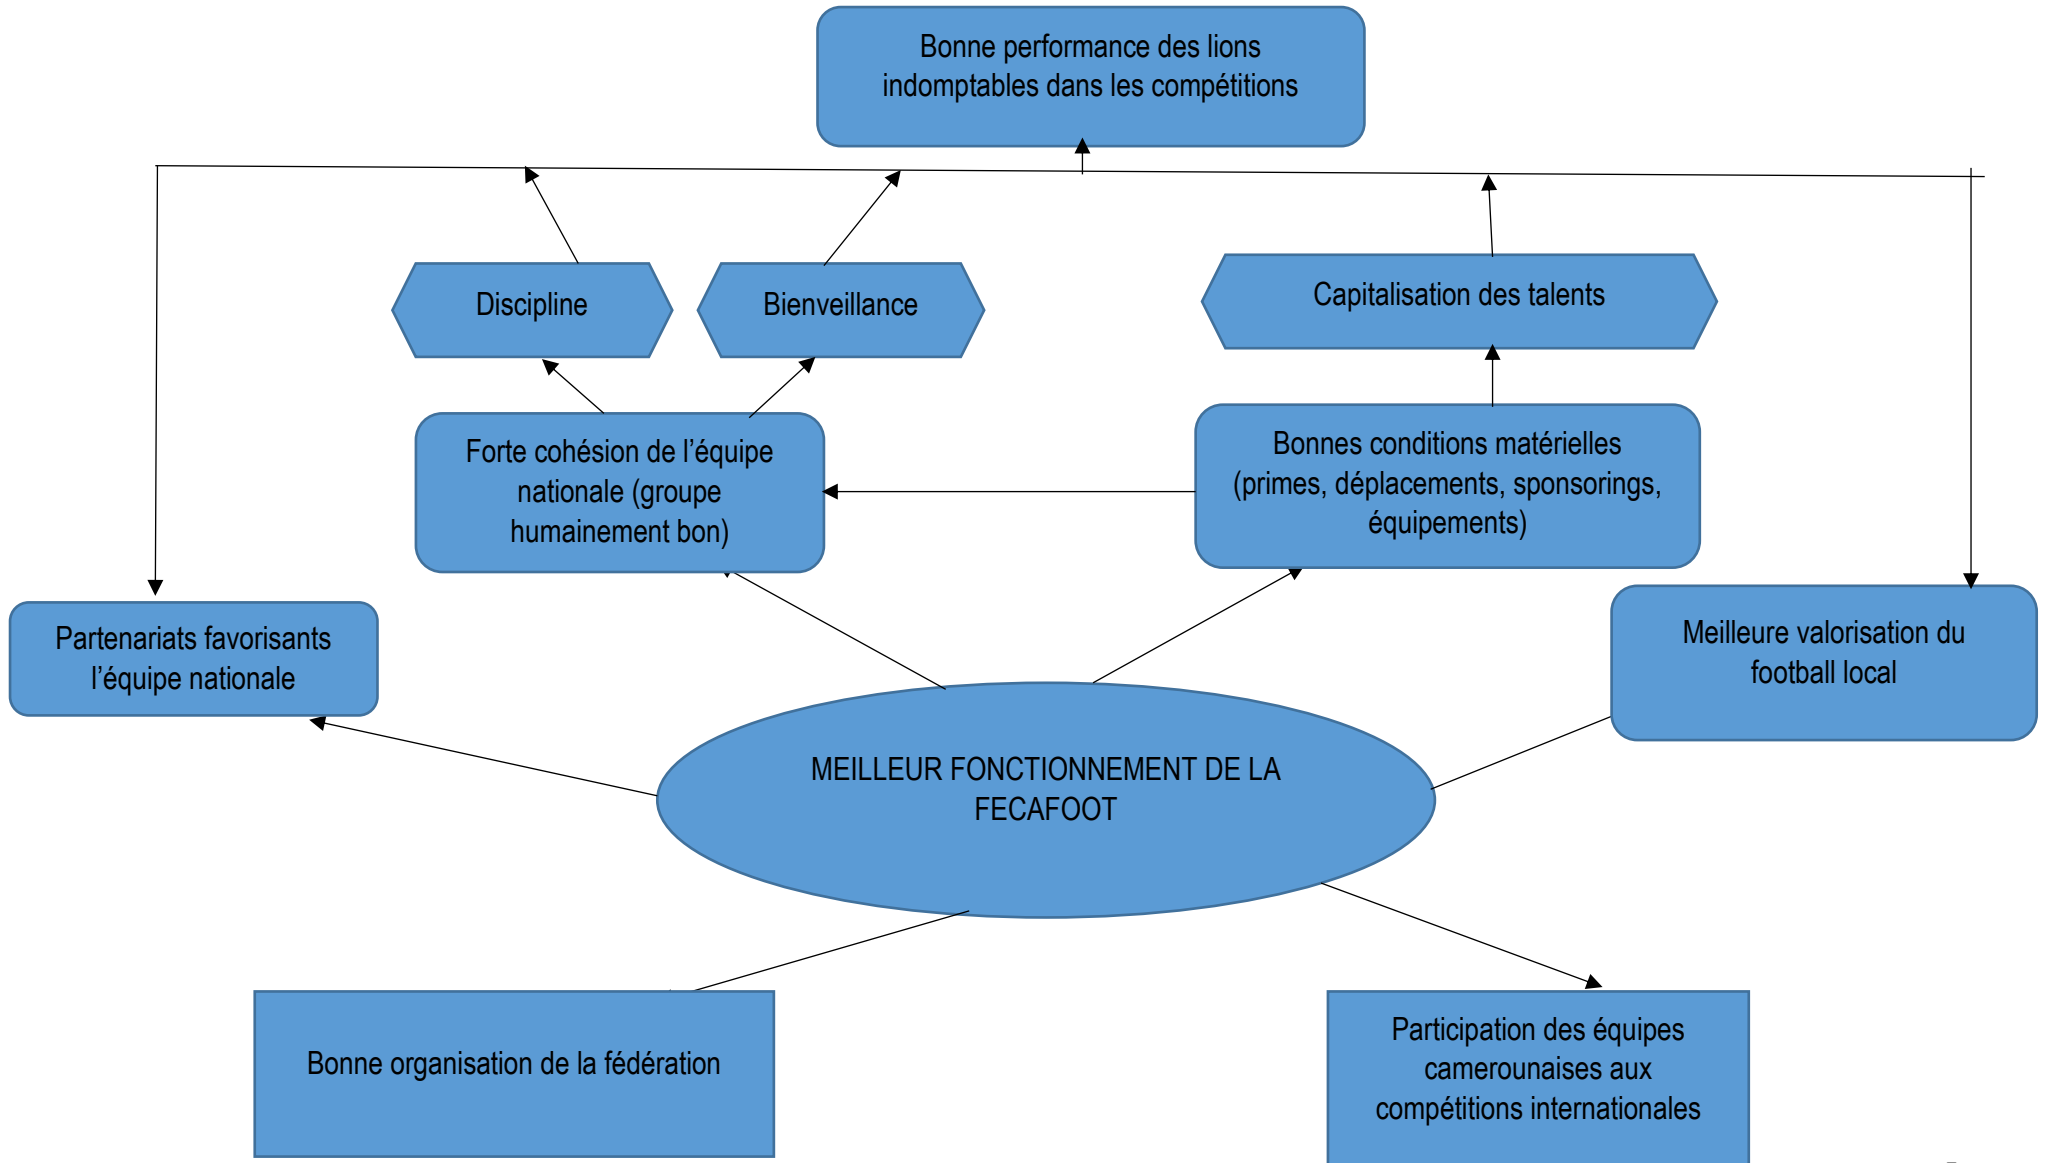 Bonne performance des lions
indomptables dans les compétitions
Discipline
Bienveillance
Capitalisation des talents
Forte cohésion de l’équipe
nationale (groupe
humainement bon)
Bonnes conditions matérielles
(primes, déplacements, sponsorings,
équipements)
Partenariats favorisants
l’équipe nationale
Meilleure valorisation du
football local
MEILLEUR FONCTIONNEMENT DE LA
FECAFOOT
Bonne organisation de la fédération
Participation des équipes
camerounaises aux
compétitions internationales